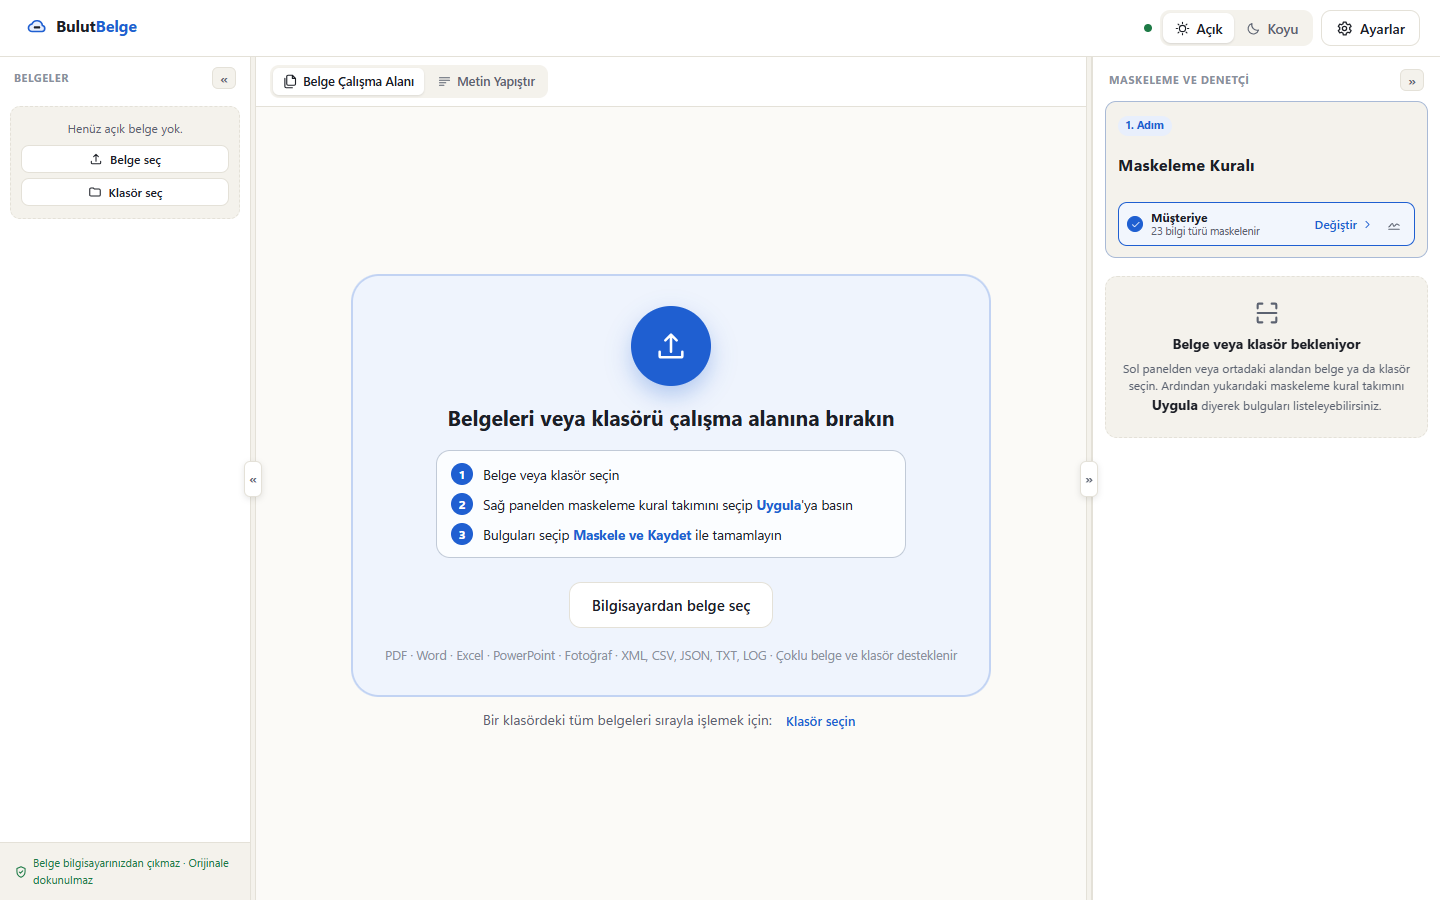 BulutBelge
Açık
Koyu
Ayarlar
BELGELER
«
Henüz açık belge yok.
Belge seç
Klasör seç
Belge bilgisayarınızdan çıkmaz · Orijinale
dokunulmaz
«
Belge Çalışma Alanı
Metin Yapıştır
Belgeleri veya klasörü çalışma alanına bırakın
1 Belge veya klasör seçin
2 Sağ panelden maskeleme kural takımını seçip Uygula'ya basın
3 Bulguları seçip Maskele ve Kaydet ile tamamlayın
Bilgisayardan belge seç
PDF · Word · Excel · PowerPoint · Fotoğraf · XML, CSV, JSON, TXT, LOG · Çoklu belge ve klasör desteklenir
Bir klasördeki tüm belgeleri sırayla işlemek için: Klasör seçin
»
MASKELEME VE DENETÇİ
»
1. Adım
Maskeleme Kuralı
Müşteriye
23 bilgi türü maskelenir
Değiştir
Belge veya klasör bekleniyor
Sol panelden veya ortadaki alandan belge ya da klasör
seçin. Ardından yukarıdaki maskeleme kural takımını
Uygula diyerek bulguları listeleyebilirsiniz.